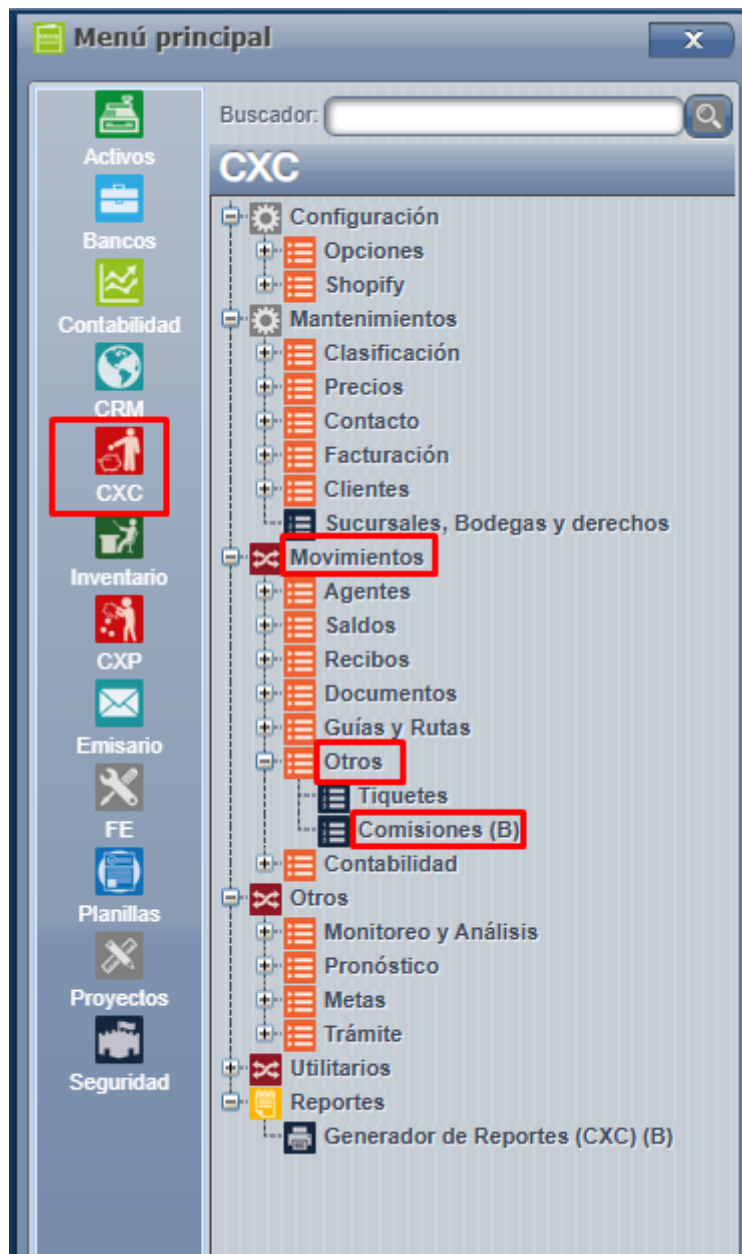 Menú principal
X
Activos
Bancos
Contabilidad
CRM
CXC
Inventario
CXP
Emisario
FE
Planillas
Proyectos
Seguridad
Buscador:
CXC
Configuración
Opciones
Shopify
Mantenimientos
Clasificación
Precios
Contacto
Facturación
Clientes
Sucursales, Bodegas y derechos
Movimientos
Agentes
Saldos
Recibos
Documentos
Guías y Rutas
Otros
Tiquetes
Comisiones (B)
Contabilidad
Otros
Monitoreo y Análisis
Pronóstico
Metas
Trámite
Utilitarios
Reportes
Generador de Reportes (CXC) (B)